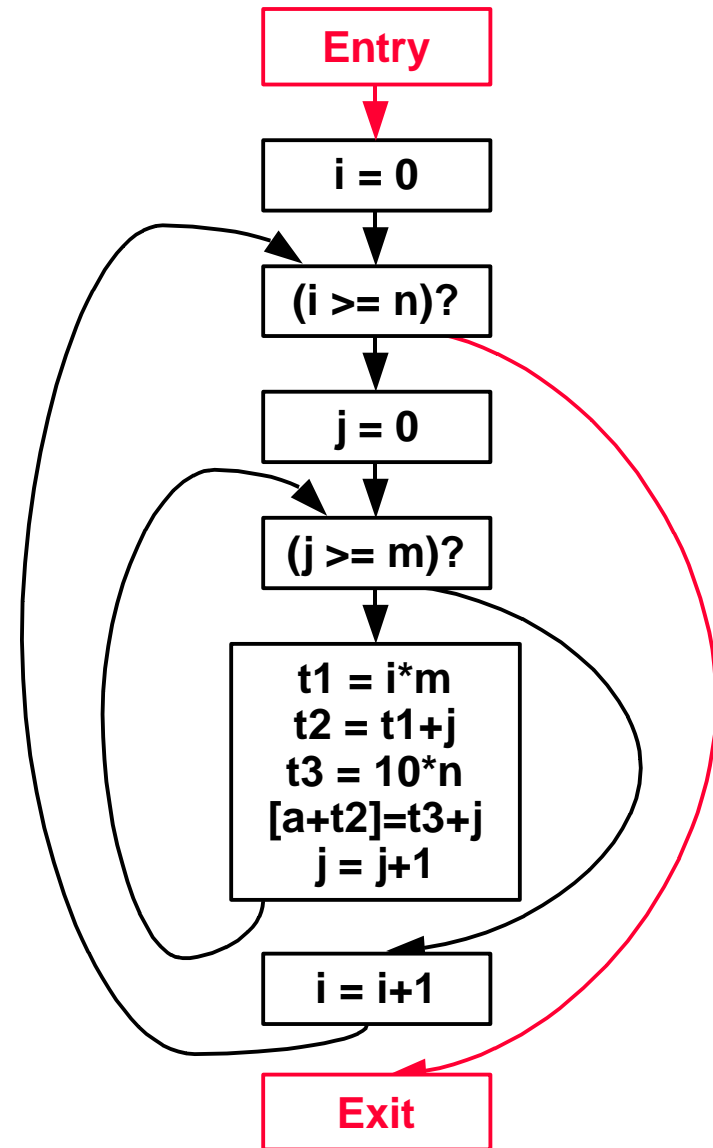 Entry
i = 0
(i >= n)?
j = 0
(j >= m)?
t1 = i*m
t2 = t1+j
t3 = 10*n
[a+t2]=t3+j
j = j+1
i = i+1
Exit